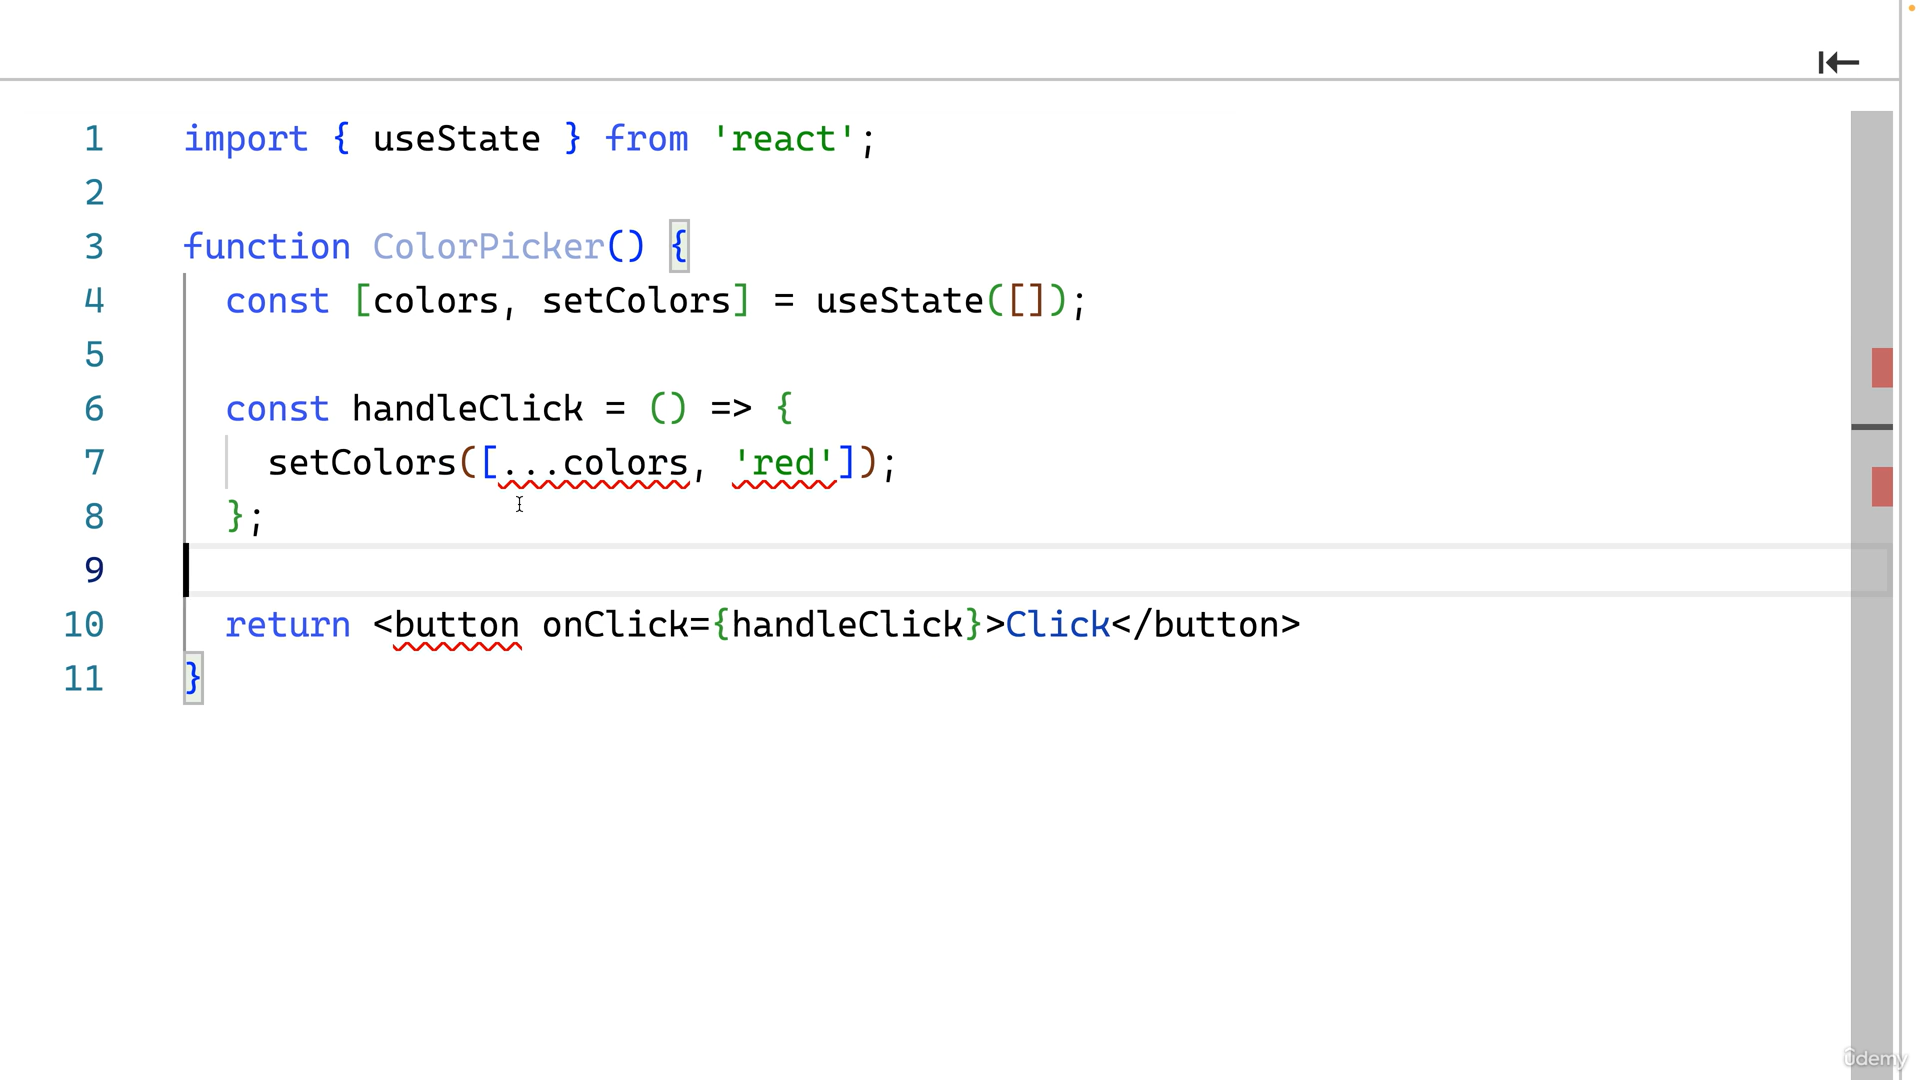 1 import { useState } from 'react';
2
3 function ColorPicker() {
4 const [colors, setColors] = useState([]);
5
6 const handleClick = () => {
7 setColors([...colors, 'red']);
8 };
9
10 return <button onClick={handleClick}>Click</button>
11 }
udemy